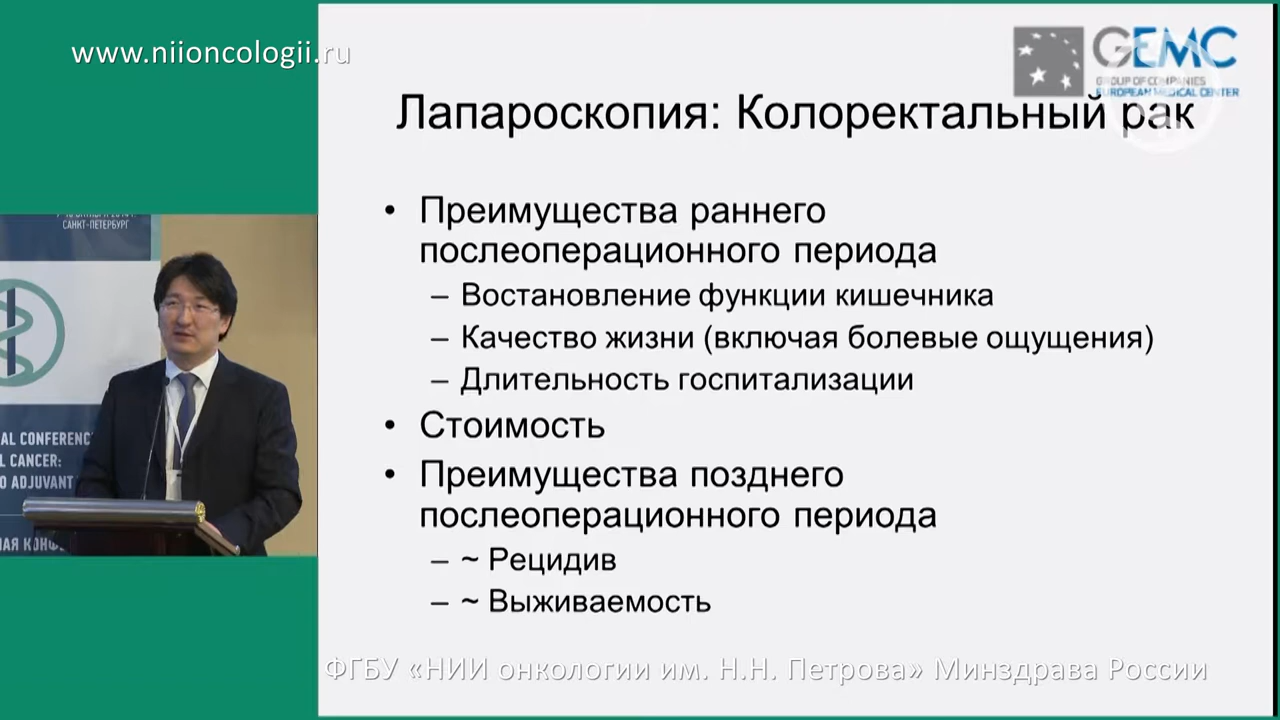 www.niioncologii.ru
GEMC
GROUP OF COMPANIES
EUROPEAN MEDICAL CENTER
Лапароскопия: Колоректальный рак
• Преимущества раннего
послеоперационного периода
– Востановление функции кишечника
– Качество жизни (включая болевые ощущения)
– Длительность госпитализации
• Стоимость
• Преимущества позднего
послеоперационного периода
– ~ Рецидив
– ~ Выживаемость
САНКТ-ПЕТЕРБУРГ
AL CONFERENC
L CANCER:
O ADJUVANT
ФГБУ «НИИ онкологии им. Н.Н. Петрова» Минздрава России